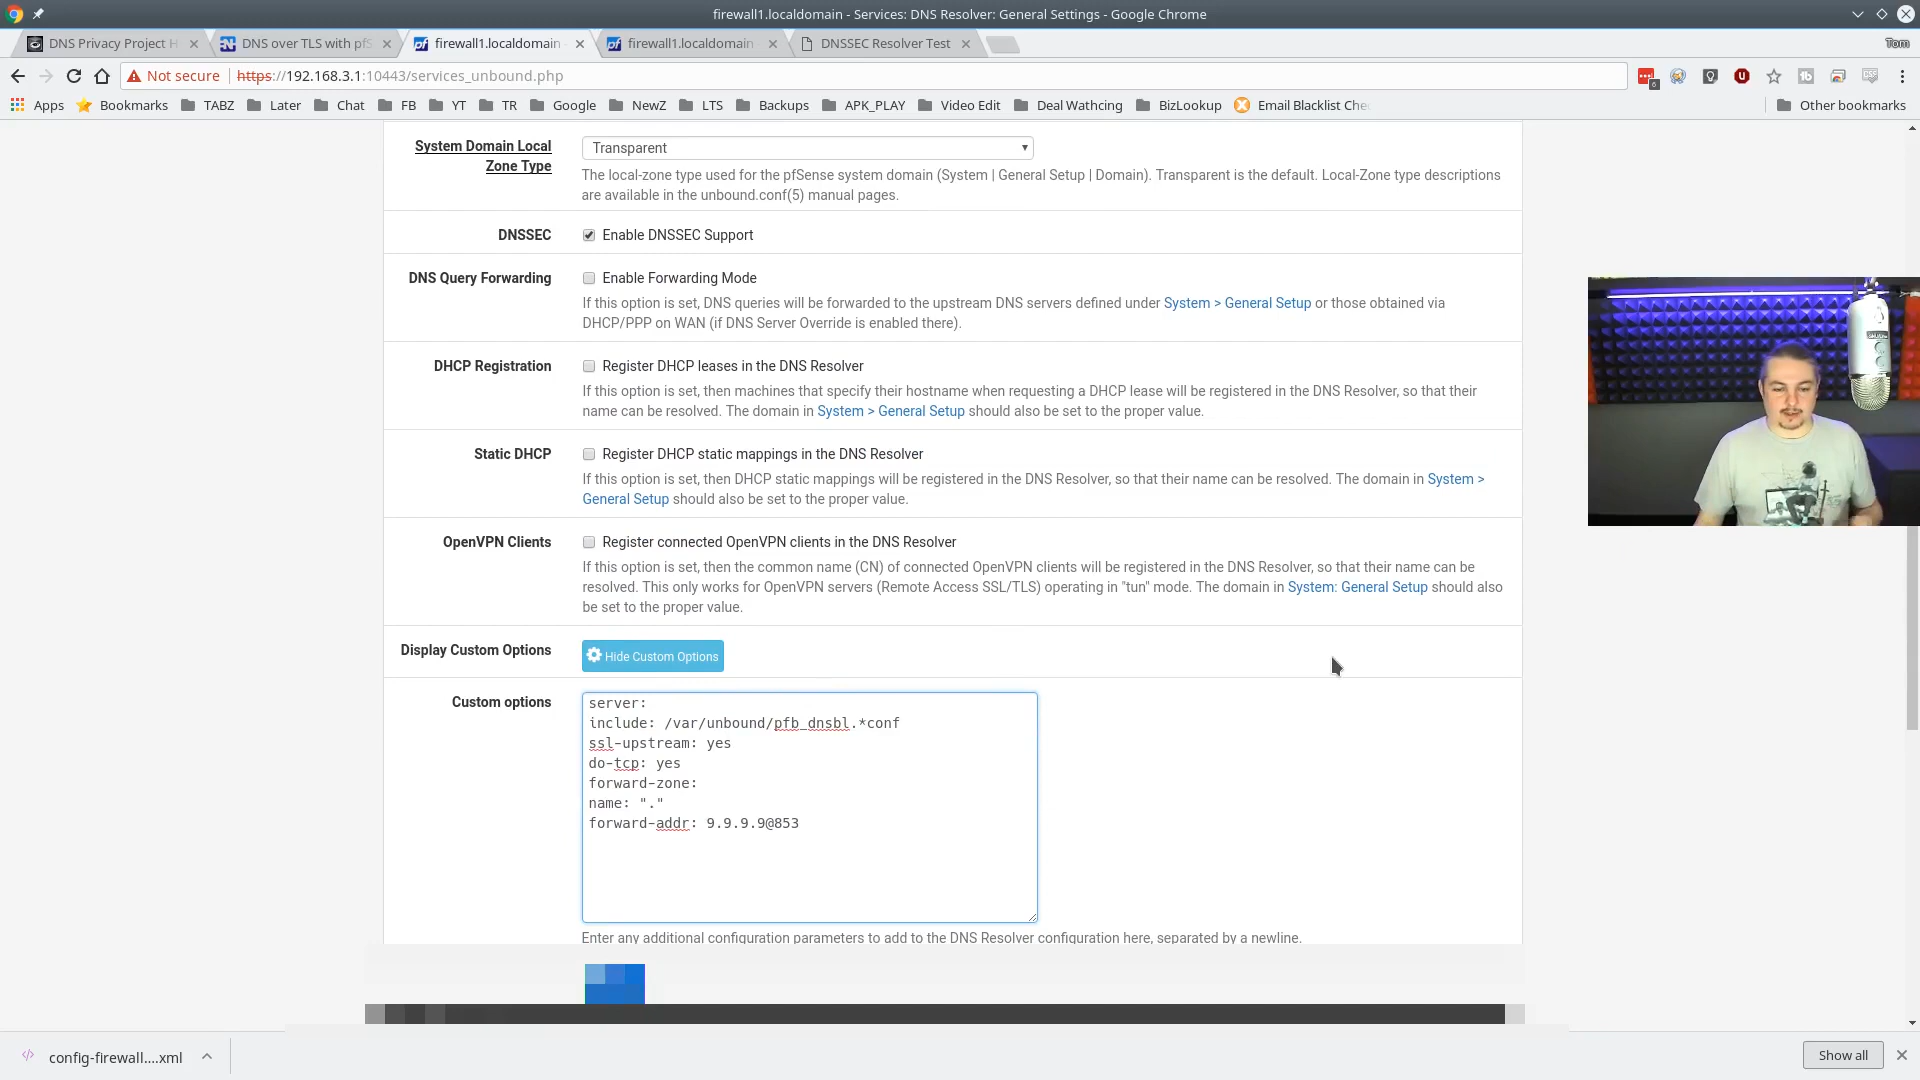 firewall1.localdomain - Services: DNS Resolver: General Settings - Google Chrome
DNS Privacy Project H
DNS over TLS with pfS
firewall1.localdomain
firewall1.localdomain
DNSSEC Resolver Test
Tom
Not secure
https://192.168.3.1:10443/services_unbound.php
6
Apps
Bookmarks
TABZ
Later
Chat
FB
YT
TR
Google
NewZ
LTS
Backups
APK_PLAY
Video Edit
Deal Wathcing
BizLookup
Email Blacklist Che
Other bookmarks
System Domain Local
Zone Type
Transparent
The local-zone type used for the pfSense system domain (System | General Setup | Domain). Transparent is the default. Local-Zone type descriptions
are available in the unbound.conf(5) manual pages.
DNSSEC
Enable DNSSEC Support
DNS Query Forwarding
Enable Forwarding Mode
If this option is set, DNS queries will be forwarded to the upstream DNS servers defined under System > General Setup or those obtained via
DHCP/PPP on WAN (if DNS Server Override is enabled there).
DHCP Registration
Register DHCP leases in the DNS Resolver
If this option is set, then machines that specify their hostname when requesting a DHCP lease will be registered in the DNS Resolver, so that their
name can be resolved. The domain in System > General Setup should also be set to the proper value.
Static DHCP
Register DHCP static mappings in the DNS Resolver
If this option is set, then DHCP static mappings will be registered in the DNS Resolver, so that their name can be resolved. The domain in System >
General Setup should also be set to the proper value.
OpenVPN Clients
Register connected OpenVPN clients in the DNS Resolver
If this option is set, then the common name (CN) of connected OpenVPN clients will be registered in the DNS Resolver, so that their name can be
resolved. This only works for OpenVPN servers (Remote Access SSL/TLS) operating in "tun" mode. The domain in System: General Setup should also
be set to the proper value.
Display Custom Options
Hide Custom Options
Custom options
server:
include: /var/unbound/pfb_dnsbl.*conf
ssl-upstream: yes
do-tcp: yes
forward-zone:
name: "."
forward-addr: 9.9.9.9@853
Enter any additional configuration parameters to add to the DNS Resolver configuration here, separated by a newline.
config-firewall....xml
Show all